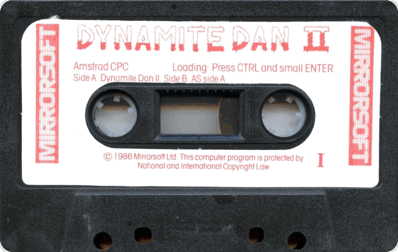 DYNAMITE DAN II
MIRRORSOFT
MIRRORSOFT
Amstrad CPC Loading: Press CTRL and small ENTER
Side A Dynamite Dan II Side B. AS side A
© 1986 Mirrorsoft Ltd. This computer program is protected by
National and International Copyright Law
I